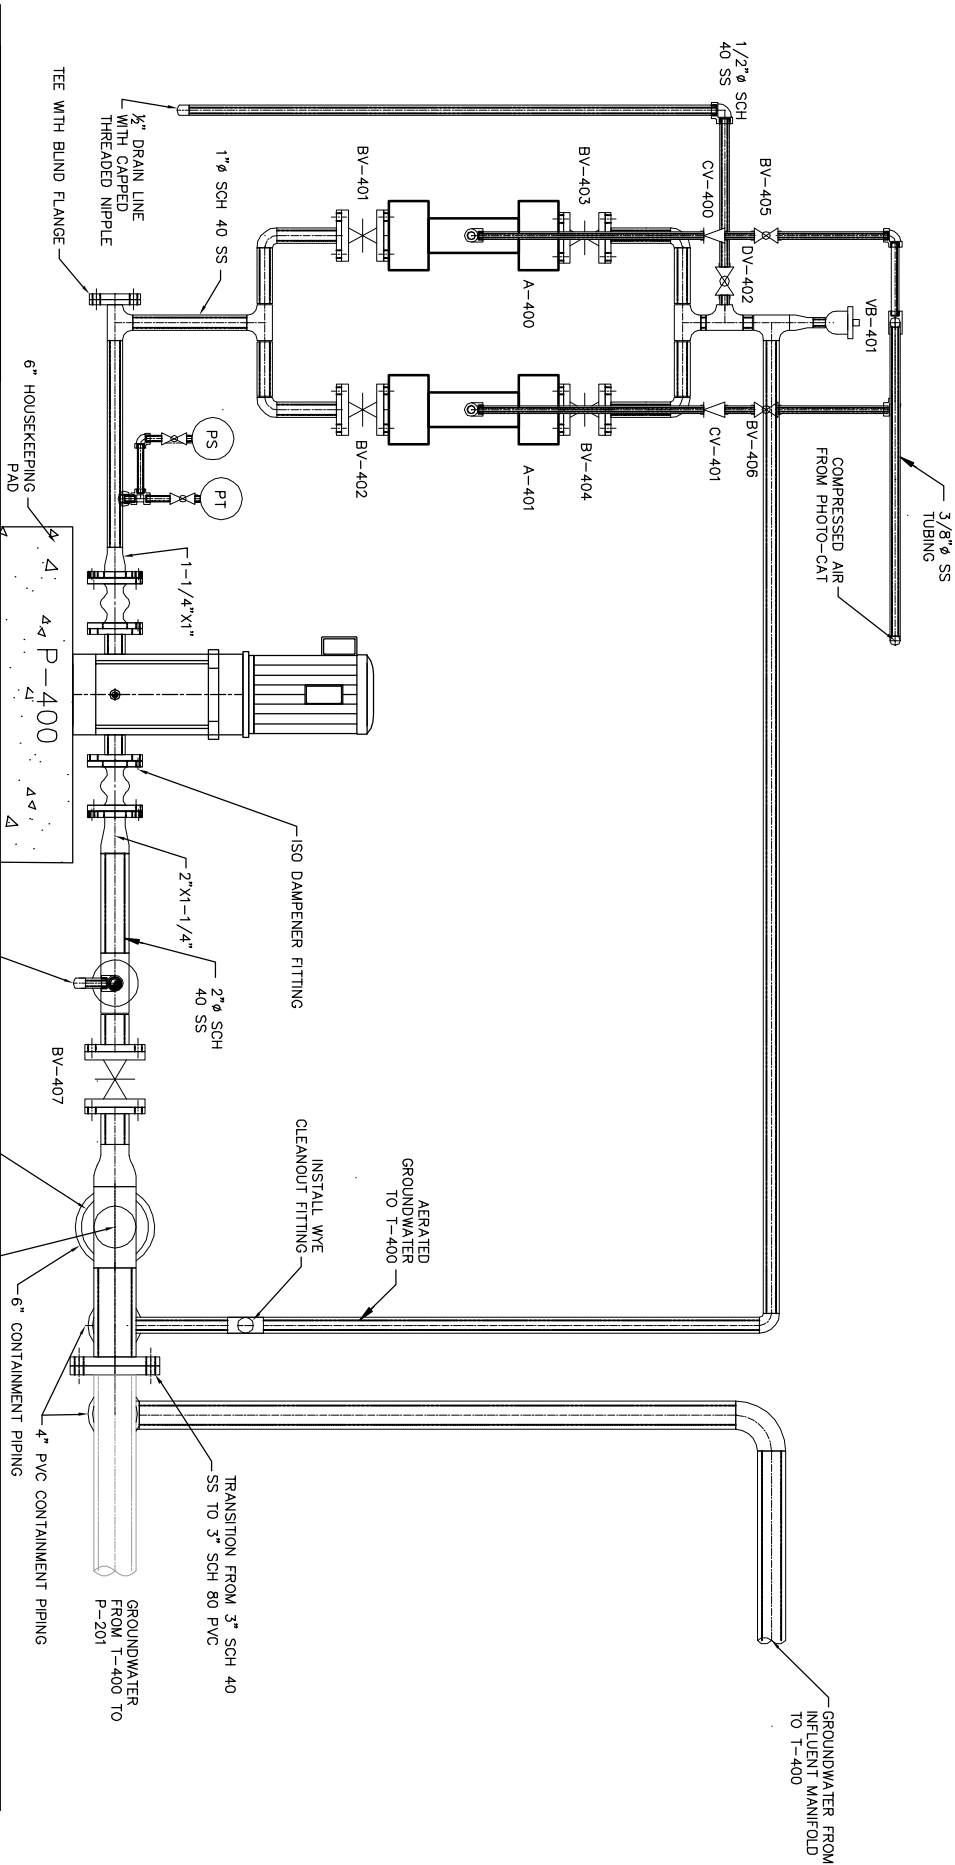 1/2"ø SCH
40 SS
½" DRAIN LINE
WITH CAPPED
THREADED NIPPLE
TEE WITH BLIND FLANGE
1"ø SCH 40 SS
BV-401
BV-403
CV-400
BV-405
DV-402
VB-401
A-400
3/8"ø SS
TUBING
COMPRESSED AIR
FROM PHOTO-CAT
BV-406
CV-401
BV-404
A-401
BV-402
PS
PT
6" HOUSEKEEPING
PAD
1-1/4"X1"
P-400
ISO DAMPENER FITTING
2"X1-1/4"
2"ø SCH
40 SS
BV-407
INSTALL WYE
CLEANOUT FITTING
AERATED
GROUNDWATER
TO T-400
6" CONTAINMENT PIPING
4" PVC CONTAINMENT PIPING
TRANSITION FROM 3" SCH 40
SS TO 3" SCH 80 PVC
GROUNDWATER
FROM T-400 TO
P-201
GROUNDWATER FROM
INFLUENT MANIFOLD
TO T-400